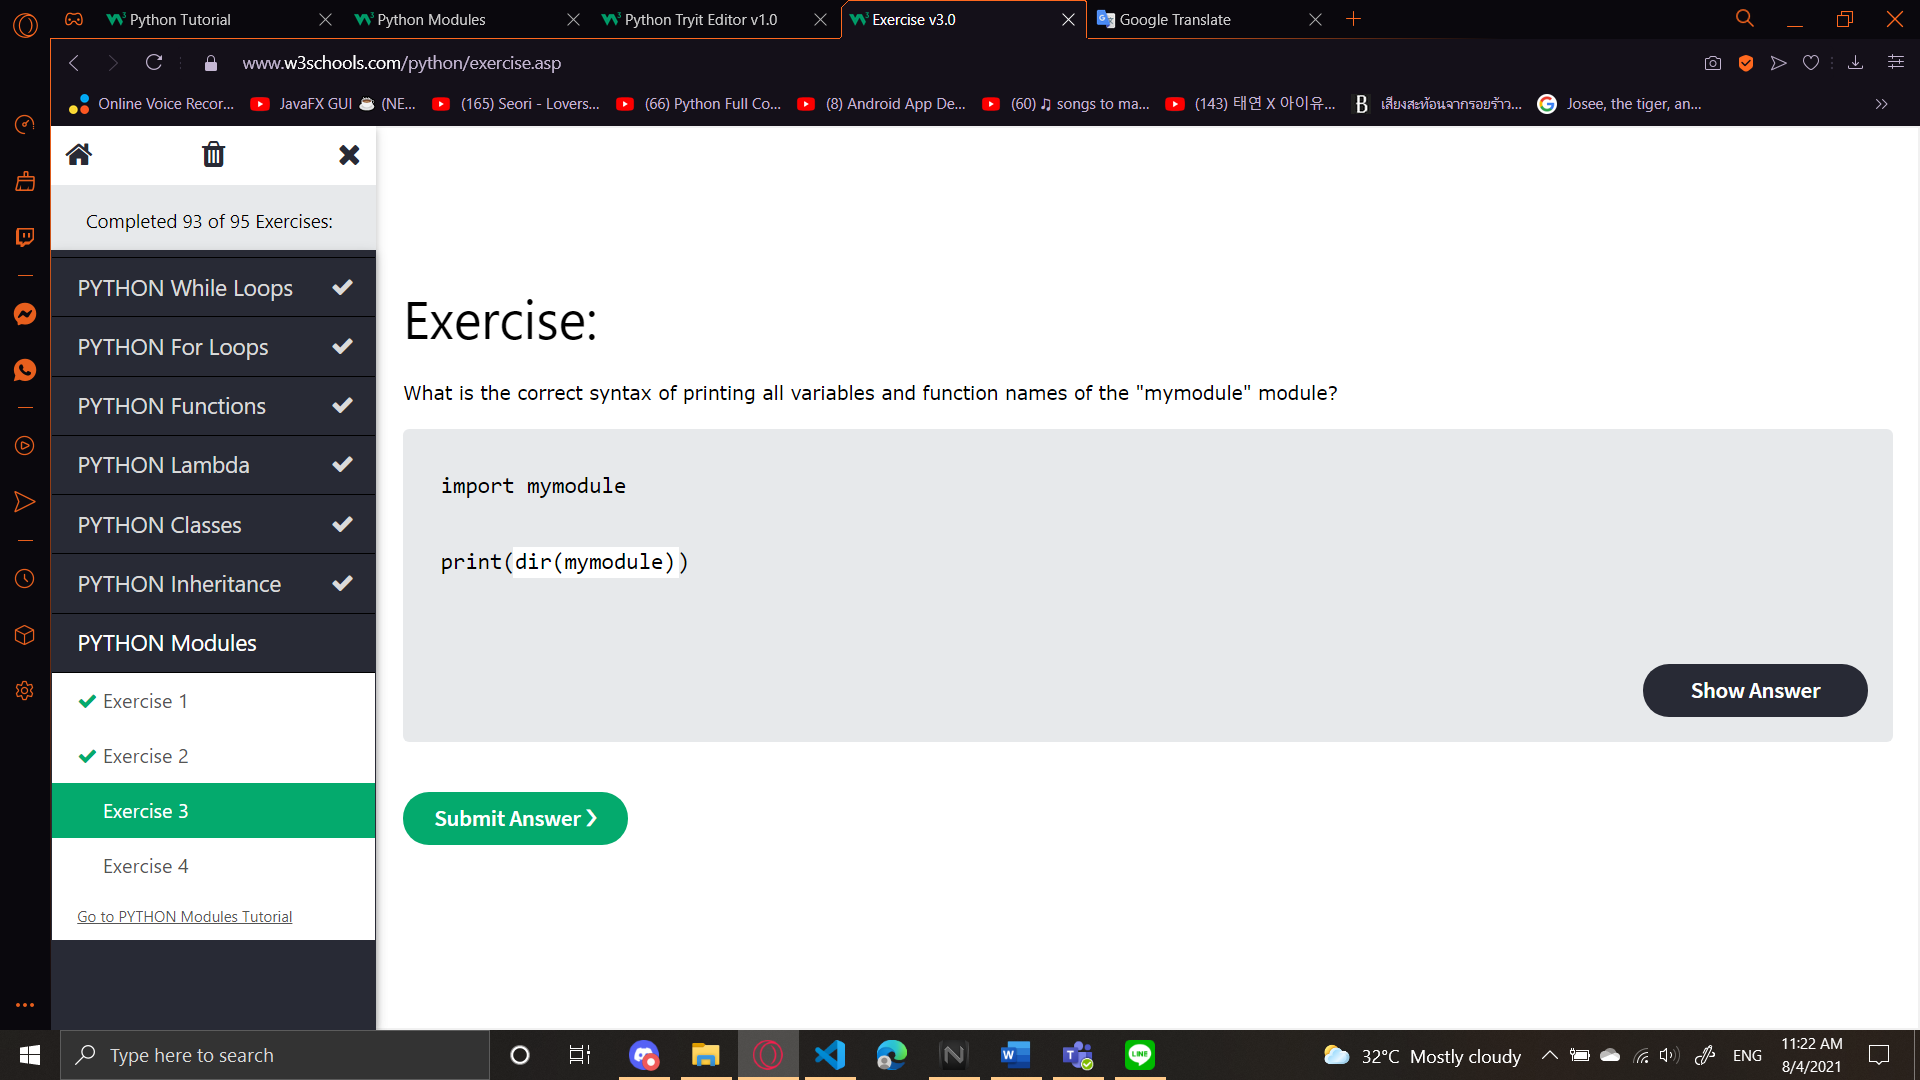 Python Tutorial
Python Modules
Python Tryit Editor v1.0
Exercise v3.0
Google Translate
www.w3schools.com/python/exercise.asp
Online Voice Recor...
JavaFX GUI ☕ (NE...
(165) Seori - Lovers...
(66) Python Full Co...
(8) Android App De...
(60) ♫ songs to ma...
(143) 태연 X 아이유...
เสียงสะท้อนจากรอยร้าว...
Josee, the tiger, an...
Completed 93 of 95 Exercises:
PYTHON While Loops
PYTHON For Loops
PYTHON Functions
PYTHON Lambda
PYTHON Classes
PYTHON Inheritance
PYTHON Modules
Exercise 1
Exercise 2
Exercise 3
Exercise 4
Go to PYTHON Modules Tutorial
Exercise:
What is the correct syntax of printing all variables and function names of the "mymodule" module?
import mymodule
print(dir(mymodule))
Show Answer
Submit Answer ❯
Type here to search
32°C Mostly cloudy
ENG
11:22 AM
8/4/2021